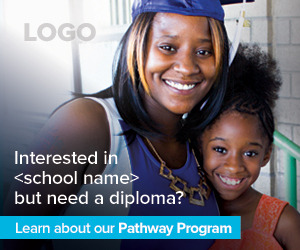 LOGO
Interested in
<school name>
but need a diploma?
Learn about our Pathway Program